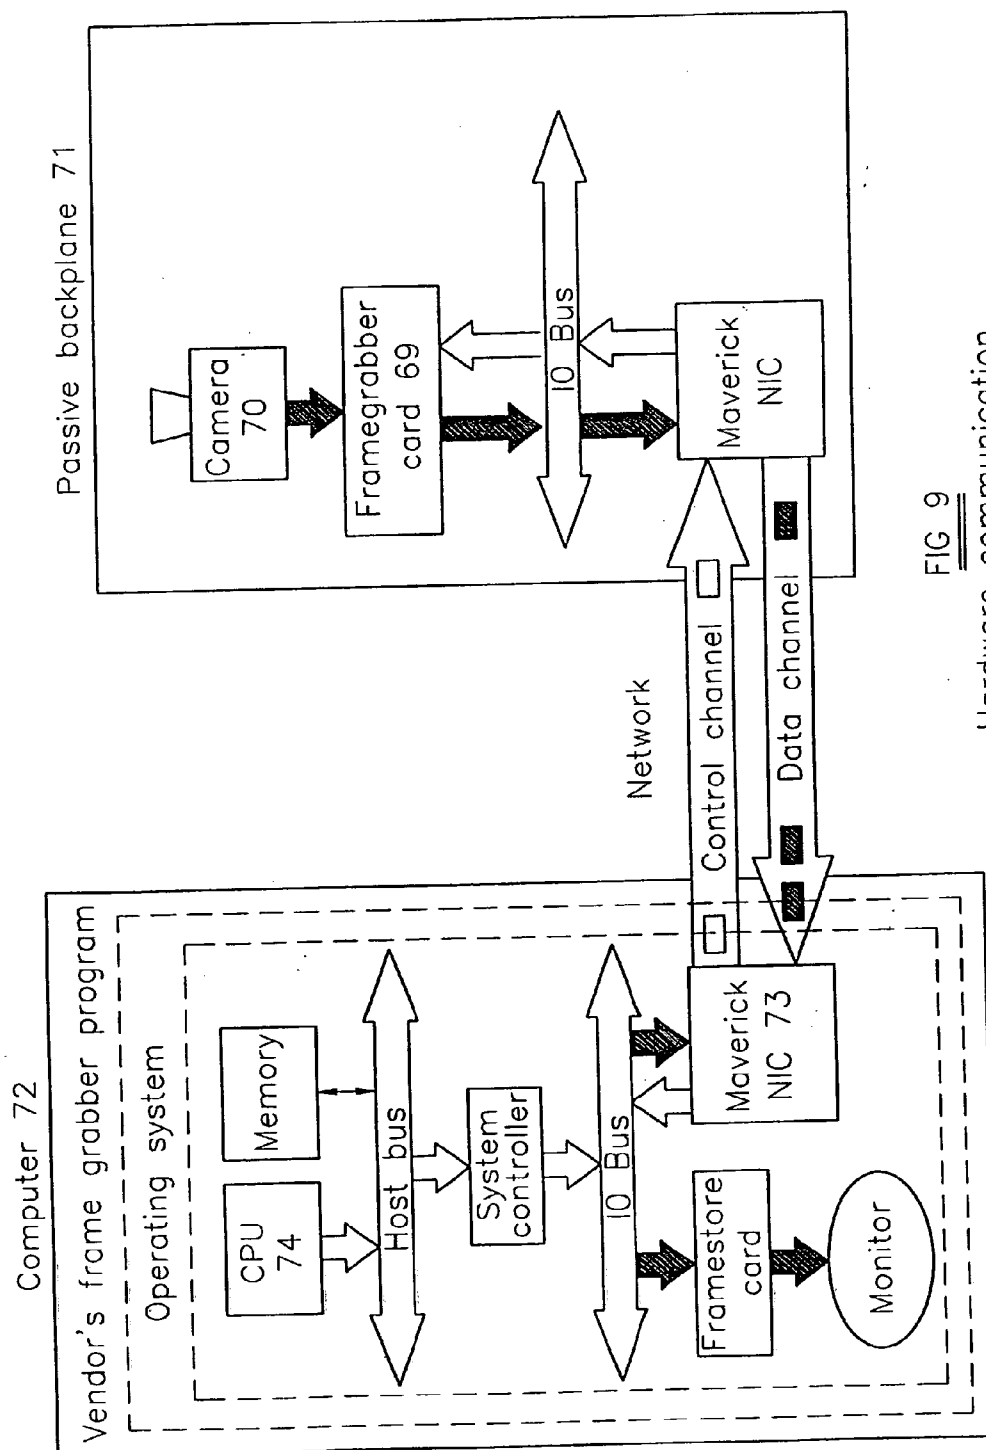 Computer 72
Vendor's frame grabber program
Operating system
CPU
74
Memory
Host bus
System
controller
IO Bus
Framestore
card
Monitor
Maverick
NIC 73
Network
Control channel
Data channel
Passive backplane 71
Camera
70
Framegrabber
card 69
IO Bus
Maverick
NIC
FIG 9
Hardware communication